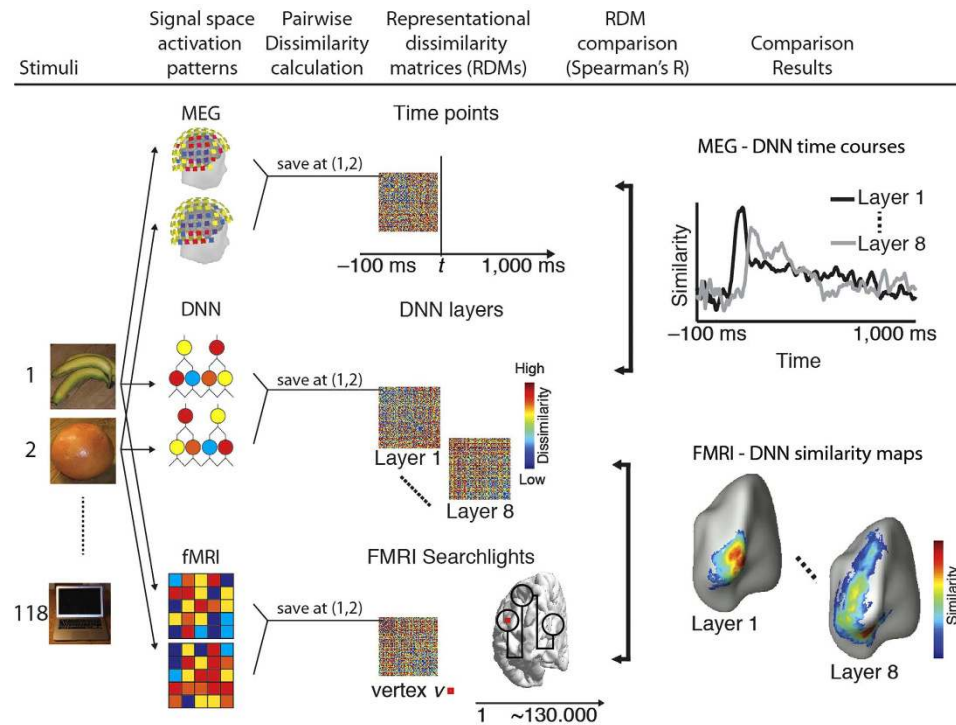 Stimuli
Signal space
activation
patterns
Pairwise
Dissimilarity
calculation
Representational
dissimilarity
matrices (RDMs)
RDM
comparison
(Spearman's R)
Comparison
Results
MEG
save at (1,2)
Time points
–100 ms
t
1,000 ms
MEG - DNN time courses
Layer 1
Layer 8
Similarity
-100 ms
1,000 ms
Time
1
2
118
DNN
save at (1,2)
DNN layers
Layer 1
Layer 8
High
Dissimilarity
Low
FMRI - DNN similarity maps
Layer 1
Layer 8
Similarity
fMRI
save at (1,2)
FMRI Searchlights
vertex v
1
~130.000